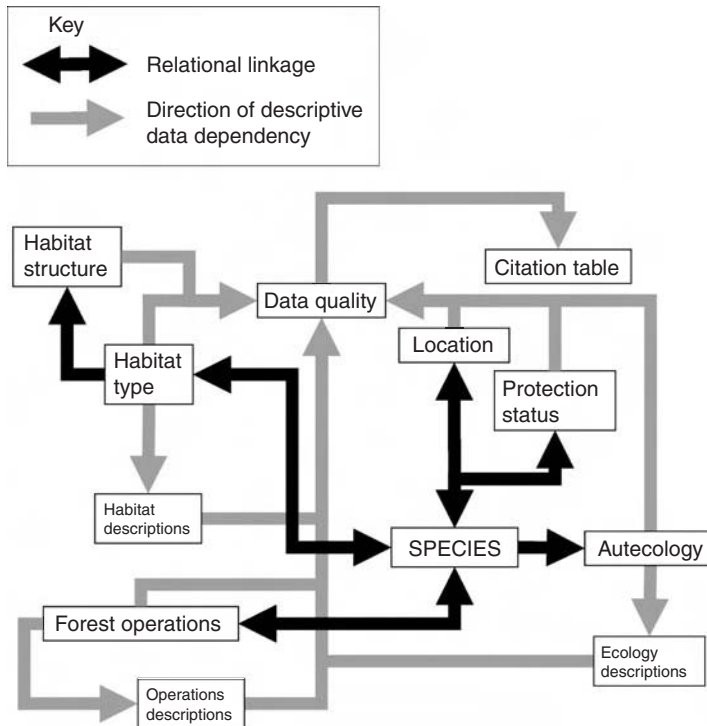 Key
Relational linkage
Direction of descriptive
data dependency
Habitat
structure
Citation table
Data quality
Location
Habitat
type
Protection
status
Habitat
descriptions
SPECIES
Autecology
Forest operations
Ecology
descriptions
Operations
descriptions